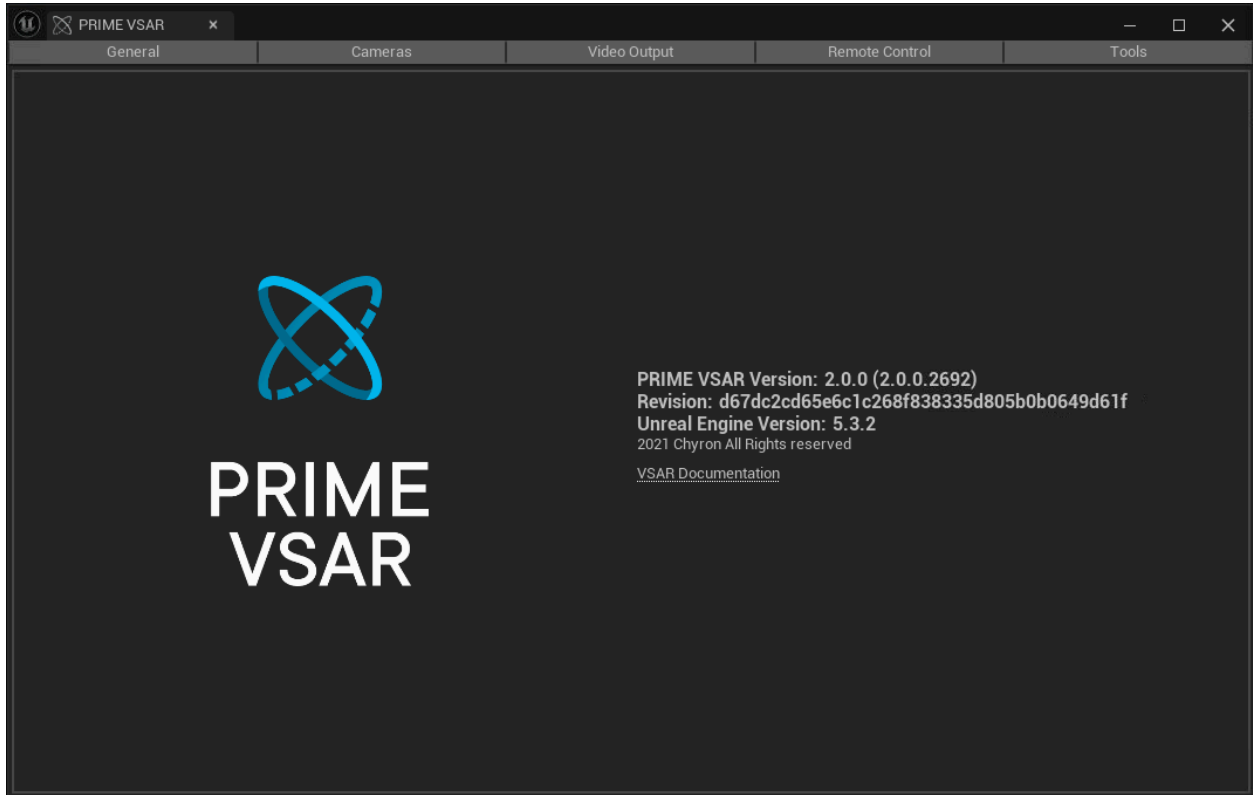 PRIME VSAR
General Cameras Video Output Remote Control Tools
PRIME
VSAR
PRIME VSAR Version: 2.0.0 (2.0.0.2692)
Revision: d67dc2cd65e6c1c268f838335d805b0b0649d61f
Unreal Engine Version: 5.3.2
2021 Chyron All Rights reserved
VSAR Documentation